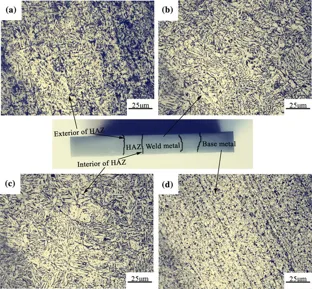 (a)
(b)
25um
25um
Exterior of HAZ
HAZ
Weld metal
Base metal
Interior of HAZ
(c)
(d)
25um
25um